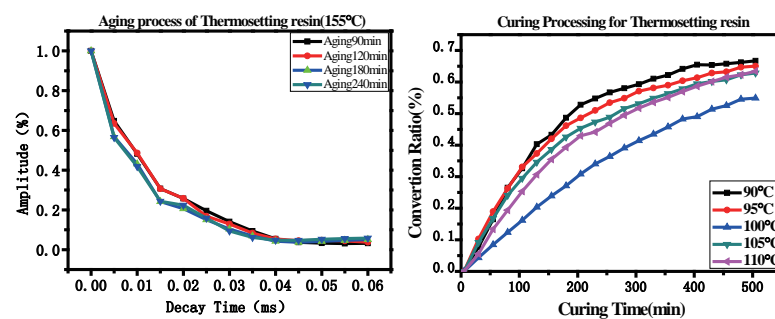 Aging process of Thermosetting resin(155℃)
Amplitude (%)
1.0
0.8
0.6
0.4
0.2
0.0
Aging90min
Aging120min
Aging180min
Aging240min
0.00 0.01 0.02 0.03 0.04 0.05 0.06
Decay Time (ms)
Curing Processing for Thermosetting resin
Convertion Ratio(%)
0.7
0.6
0.5
0.4
0.3
0.2
0.1
0.0
90℃
95℃
100℃
105℃
110℃
0 100 200 300 400 500
Curing Time(min)